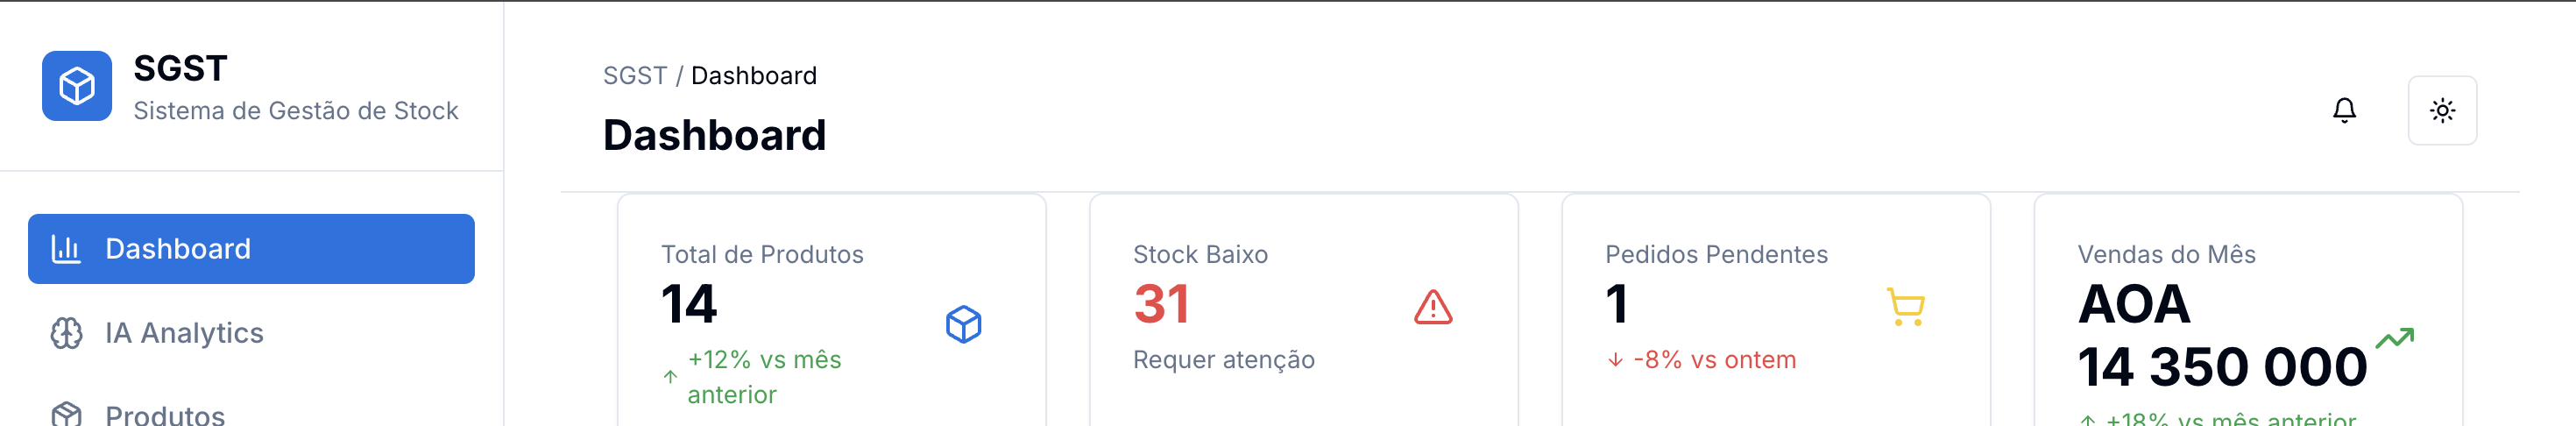 SGST
Sistema de Gestão de Stock
Dashboard
IA Analytics
Produtos
SGST / Dashboard
Dashboard
Total de Produtos
14
+12% vs mês
anterior
Stock Baixo
31
Requer atenção
Pedidos Pendentes
1
-8% vs ontem
Vendas do Mês
AOA
14 350 000
+18% vs mês anterior